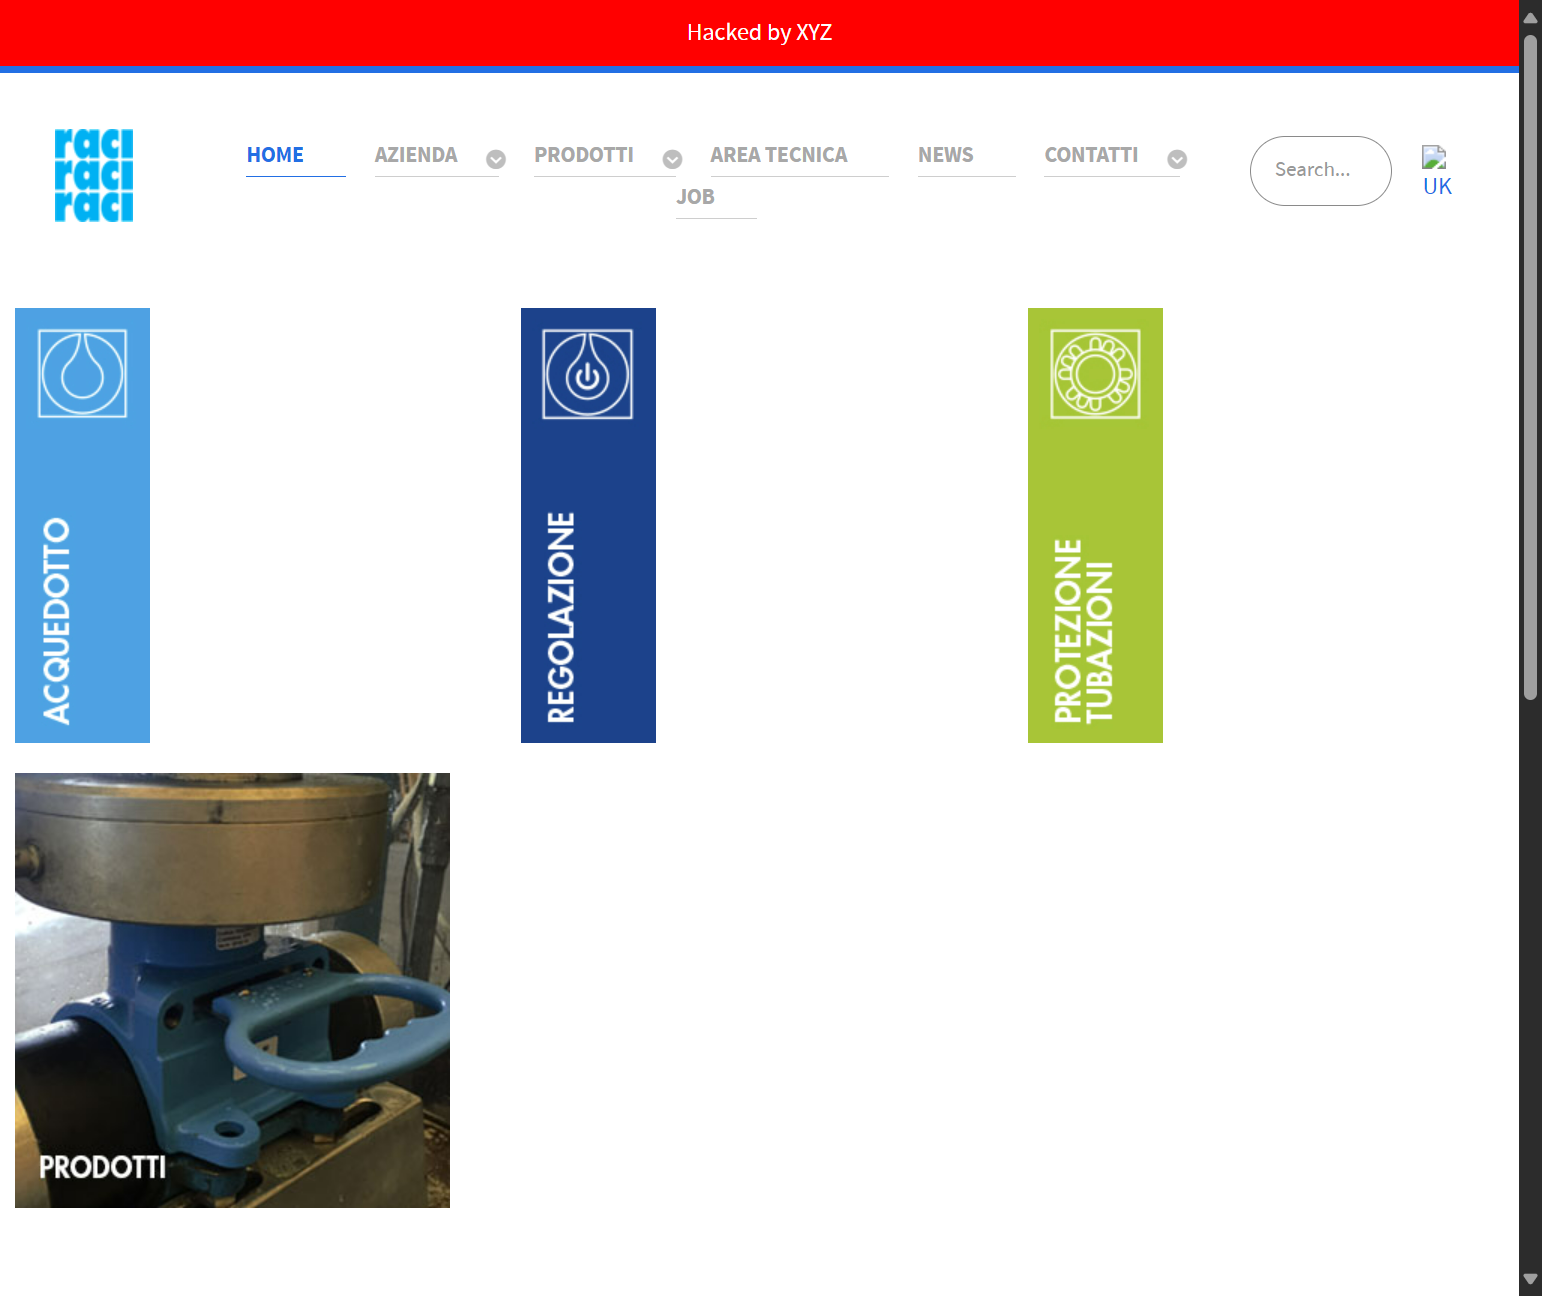 Hacked by XYZ
raci
raci
raci
HOME
AZIENDA
PRODOTTI
AREA TECNICA
NEWS
CONTATTI
JOB
Search...
UK
ACQUEDOTTO
REGOLAZIONE
PROTEZIONE
TUBAZIONI
PRODOTTI